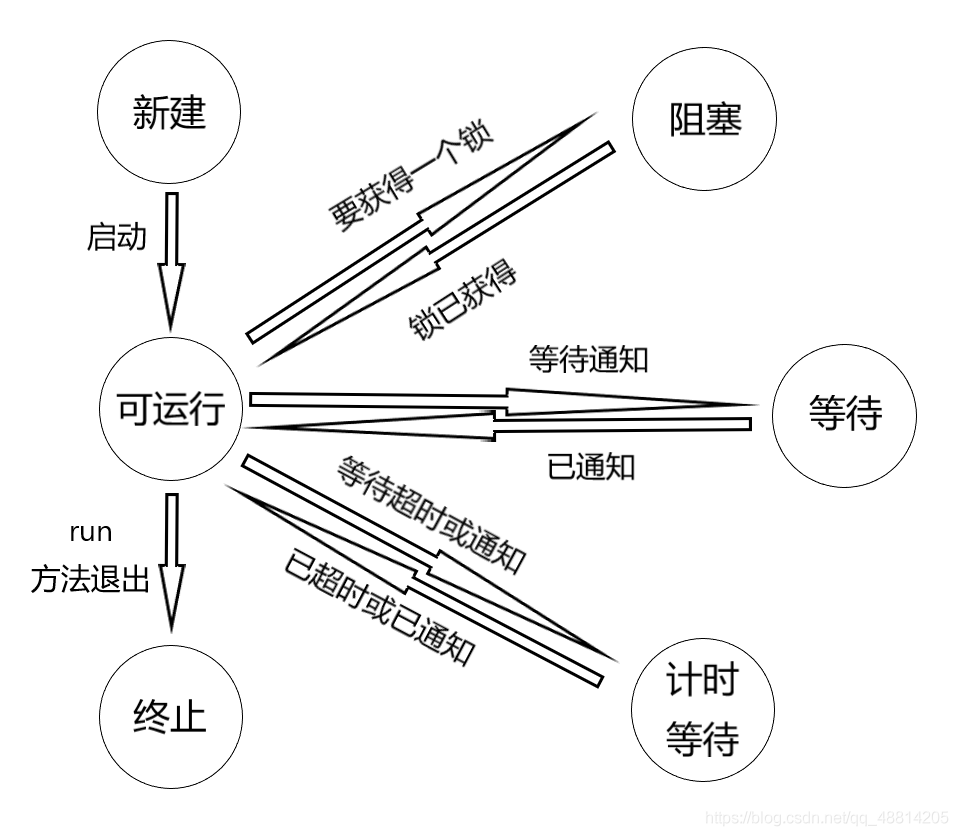 新建
阻塞
要获得一个锁
启动
锁已获得
等待通知
可运行
等待
已通知
等待超时或通知
run
方法退出
已超时或已通知
计时
等待
终止
https://blog.csdn.net/qq_48814205